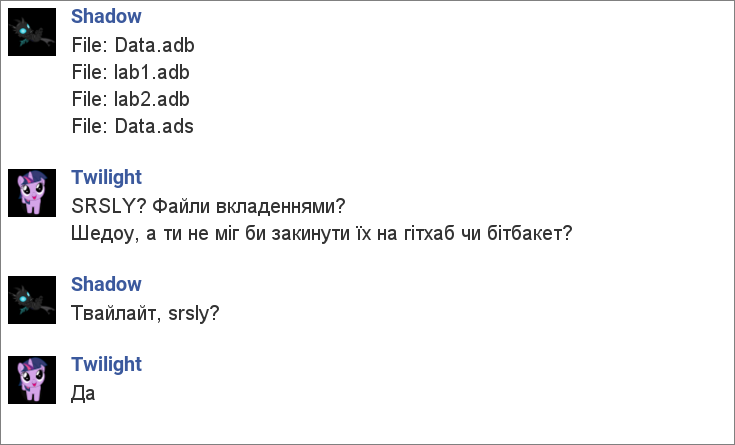 Shadow
File: Data.adb
File: lab1.adb
File: lab2.adb
File: Data.ads
Twilight
SRSLY? Файли вкладеннями?
Шедоу, а ти не міг би закинути їх на гітхаб чи бітбакет?
Shadow
Твайлайт, srsly?
Twilight
Да